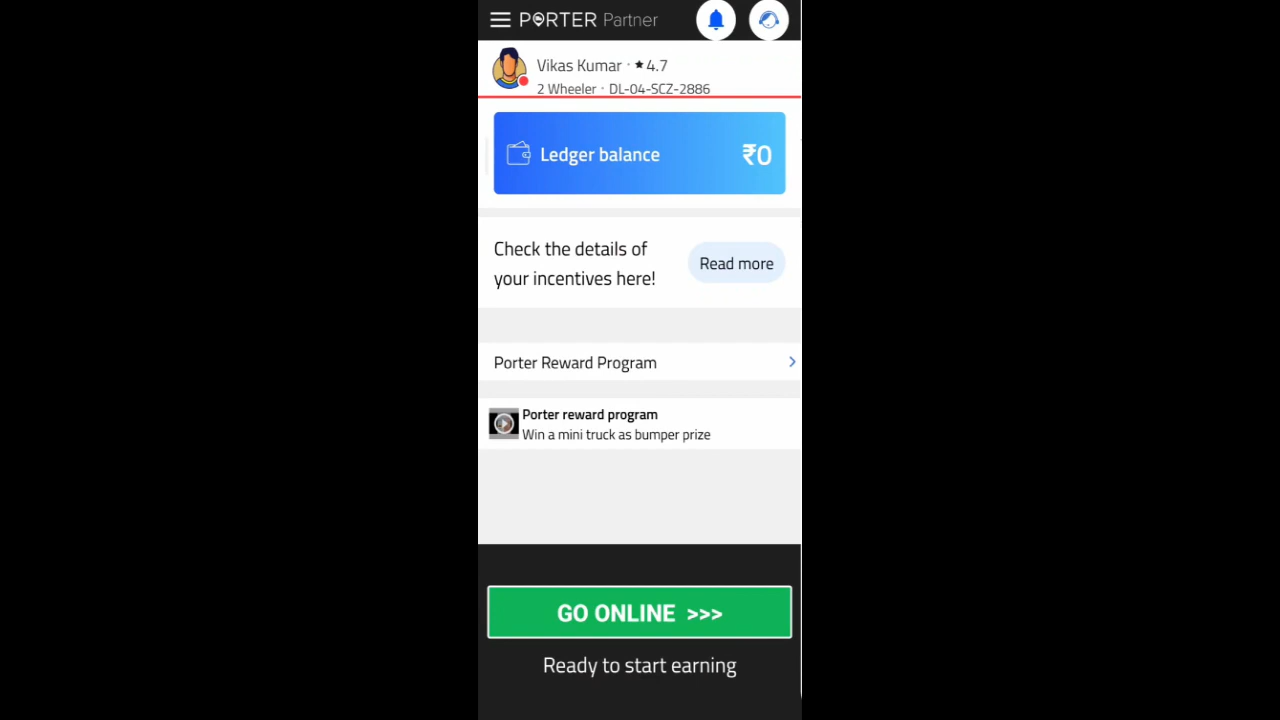 PORTER Partner
Vikas Kumar · ★ 4.7
2 Wheeler · DL-04-SCZ-2886
Ledger balance ₹0
Check the details of
your incentives here!
Read more
Porter Reward Program
Porter reward program
Win a mini truck as bumper prize
GO ONLINE >>>
Ready to start earning